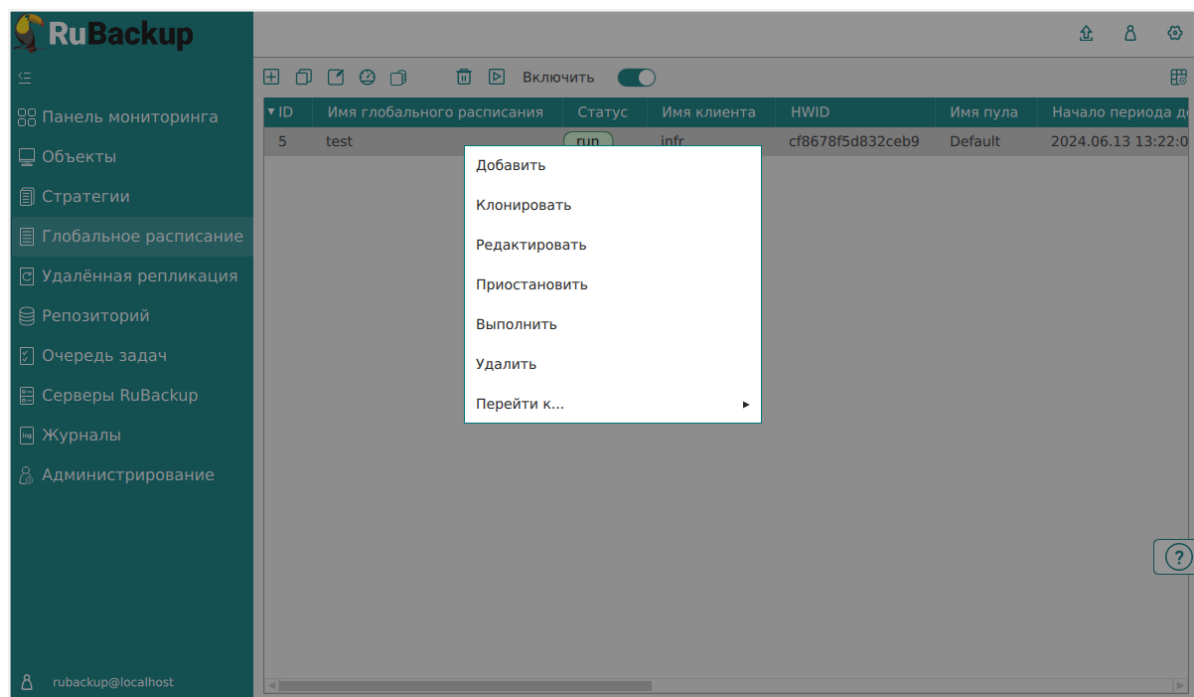 RuBackup
Включить
Панель мониторинга
Объекты
Стратегии
Глобальное расписание
Удалённая репликация
Репозиторий
Очередь задач
Серверы RuBackup
Журналы
Администрирование
rubackup@localhost
ID Имя глобального расписания Статус Имя клиента HWID Имя пула Начало периода де
5 test run infr cf8678f5d832ceb9 Default 2024.06.13 13:22:0
Добавить
Клонировать
Редактировать
Приостановить
Выполнить
Удалить
Перейти к...
?